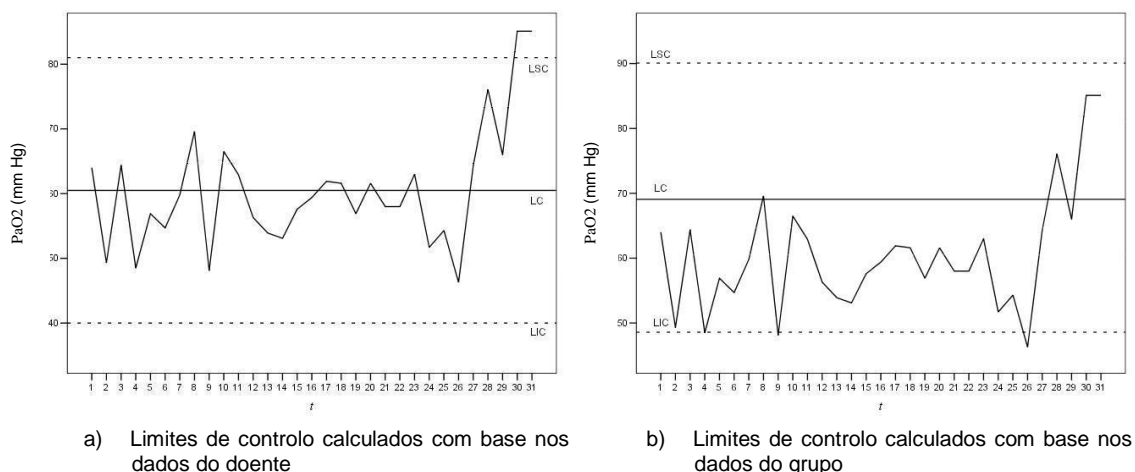 LSC
80
70
60
LC
50
40
LIC
PaO2 (mm Hg)
1 2 3 4 5 6 7 8 9 10 11 12 13 14 15 16 17 18 19 20 21 22 23 24 25 26 27 28 29 30 31
t
a) Limites de controlo calculados com base nos
dados do doente
LSC
90
80
LC
70
60
LIC
50
PaO2 (mm Hg)
1 2 3 4 5 6 7 8 9 10 11 12 13 14 15 16 17 18 19 20 21 22 23 24 25 26 27 28 29 30 31
t
b) Limites de controlo calculados com base nos
dados do grupo